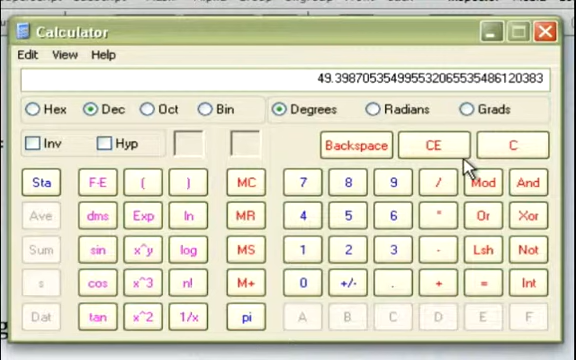 Calculator
Edit View Help
49.398705354995532065535486120383
Hex Dec Oct Bin Degrees Radians Grads
Inv Hyp Backspace CE C
Sta F-E ( ) MC 7 8 9 / Mod And
Ave dms Exp ln MR 4 5 6 * Or Xor
Sum sin x^y log MS 1 2 3 - Lsh Not
s cos x^3 n! M+ 0 +/- . + = Int
Dat tan x^2 1/x pi A B C D E F